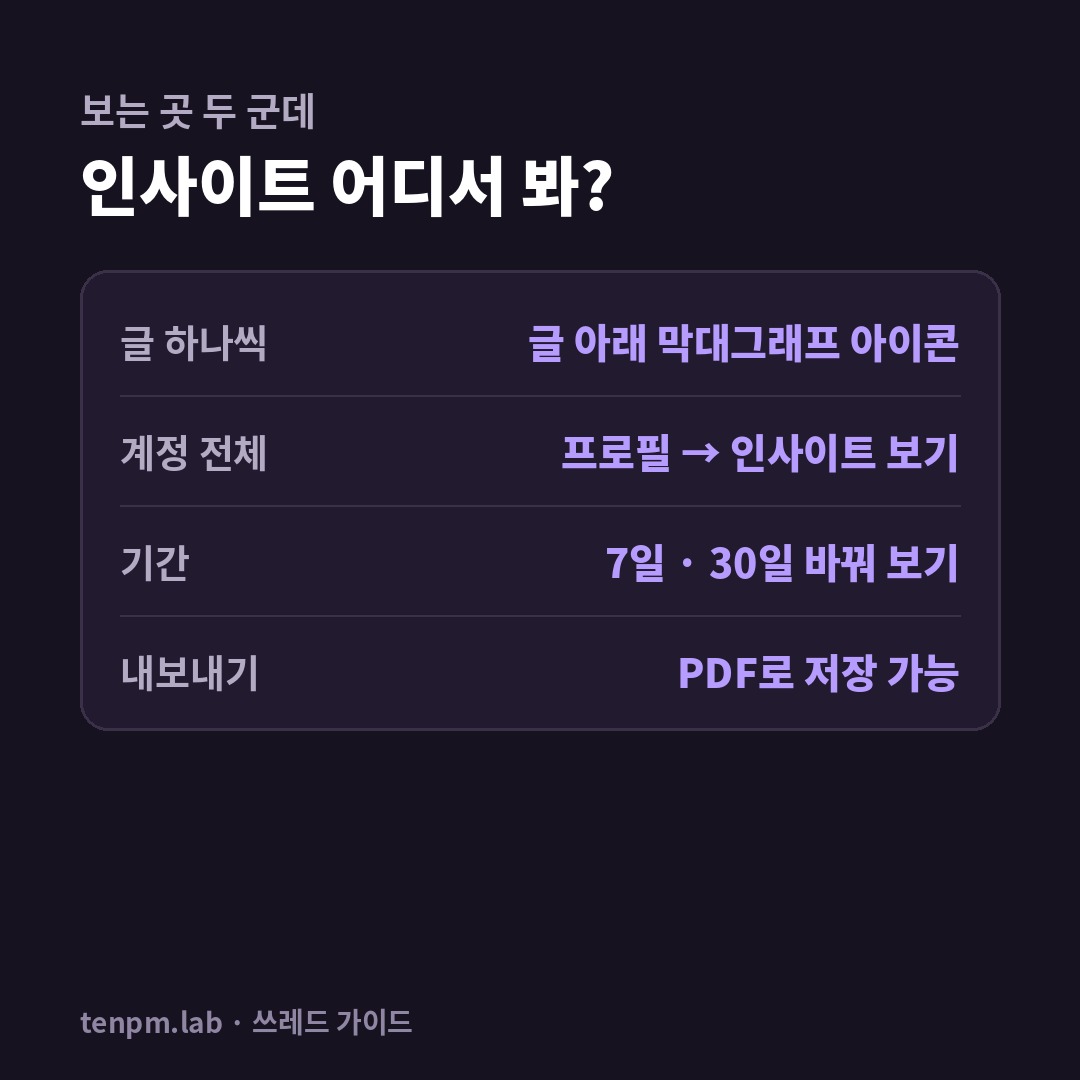 보는 곳 두 군데
인사이트 어디서 봐?
글 하나씩 글 아래 막대그래프 아이콘
계정 전체 프로필 → 인사이트 보기
기간 7일 · 30일 바꿔 보기
내보내기 PDF로 저장 가능
tenpm.lab · 쓰레드 가이드